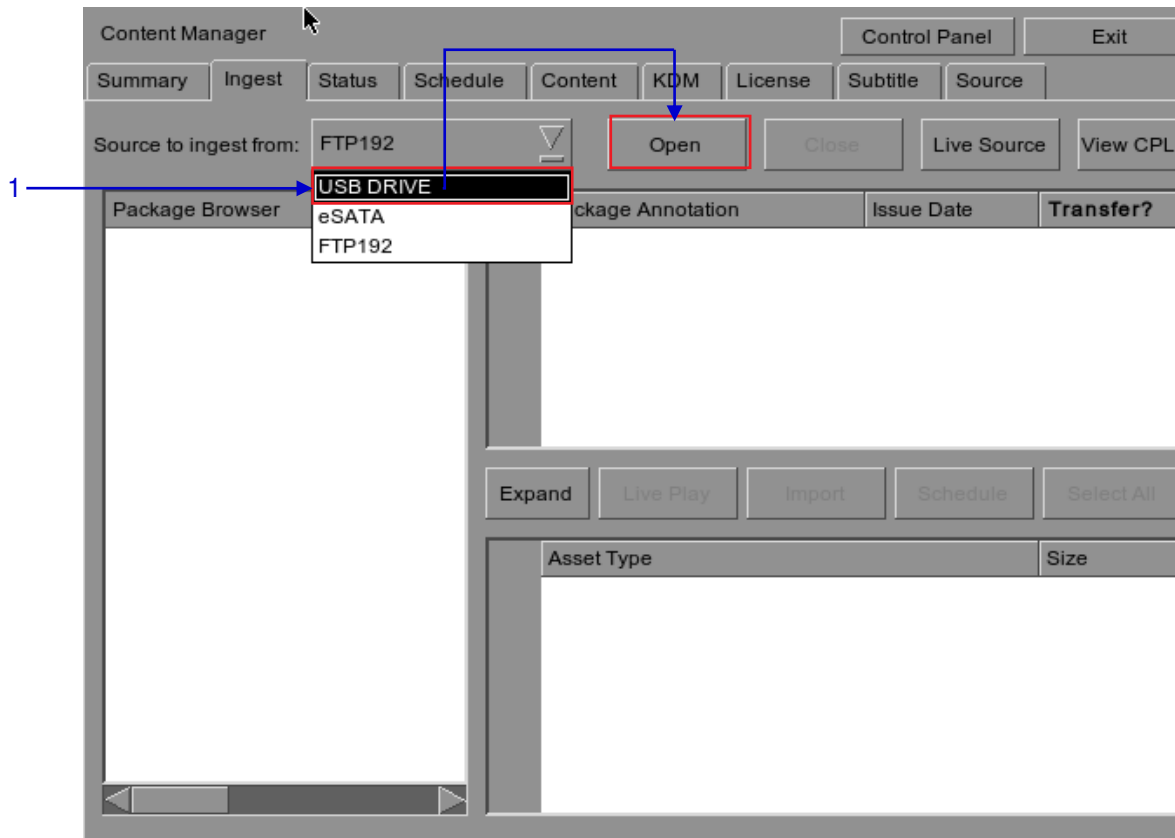 Content Manager Control Panel Exit
Summary Ingest Status Schedule Content KDM License Subtitle Source
Source to ingest from: FTP192 Open Close Live Source View CPL
1 USB DRIVE
Package Browser ckage Annotation Issue Date Transfer?
eSATA
FTP192
Expand Live Play Import Schedule Select All
Asset Type Size